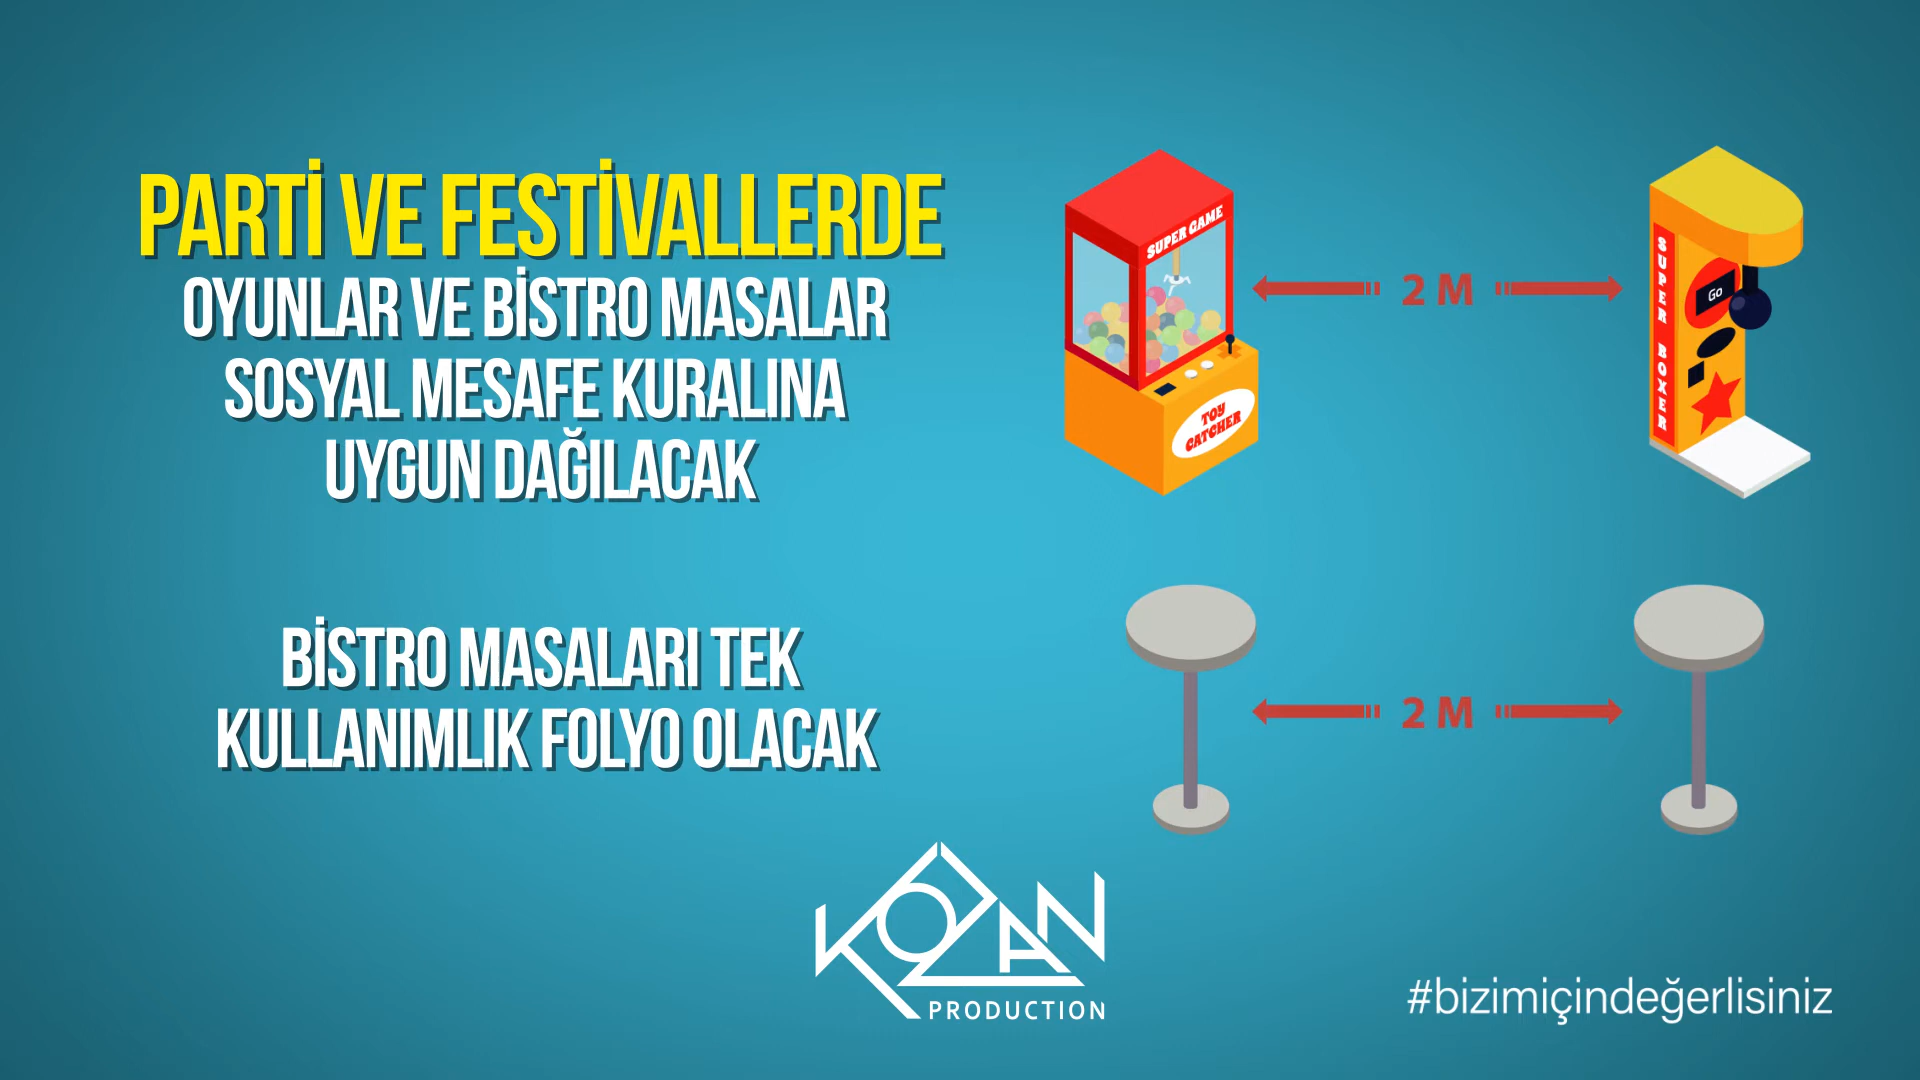 PARTİ VE FESTİVALLERDE
OYUNLAR VE BİSTRO MASALAR
SOSYAL MESAFE KURALINA
UYGUN DAĞILACAK
BİSTRO MASALARI TEK
KULLANIMLIK FOLYO OLACAK
SUPER GAME
TOY
CATCHER
2 M
SUPER BOXER
Go
2 M
KOZAN
PRODUCTION
#bizimiçindeğerlisiniz